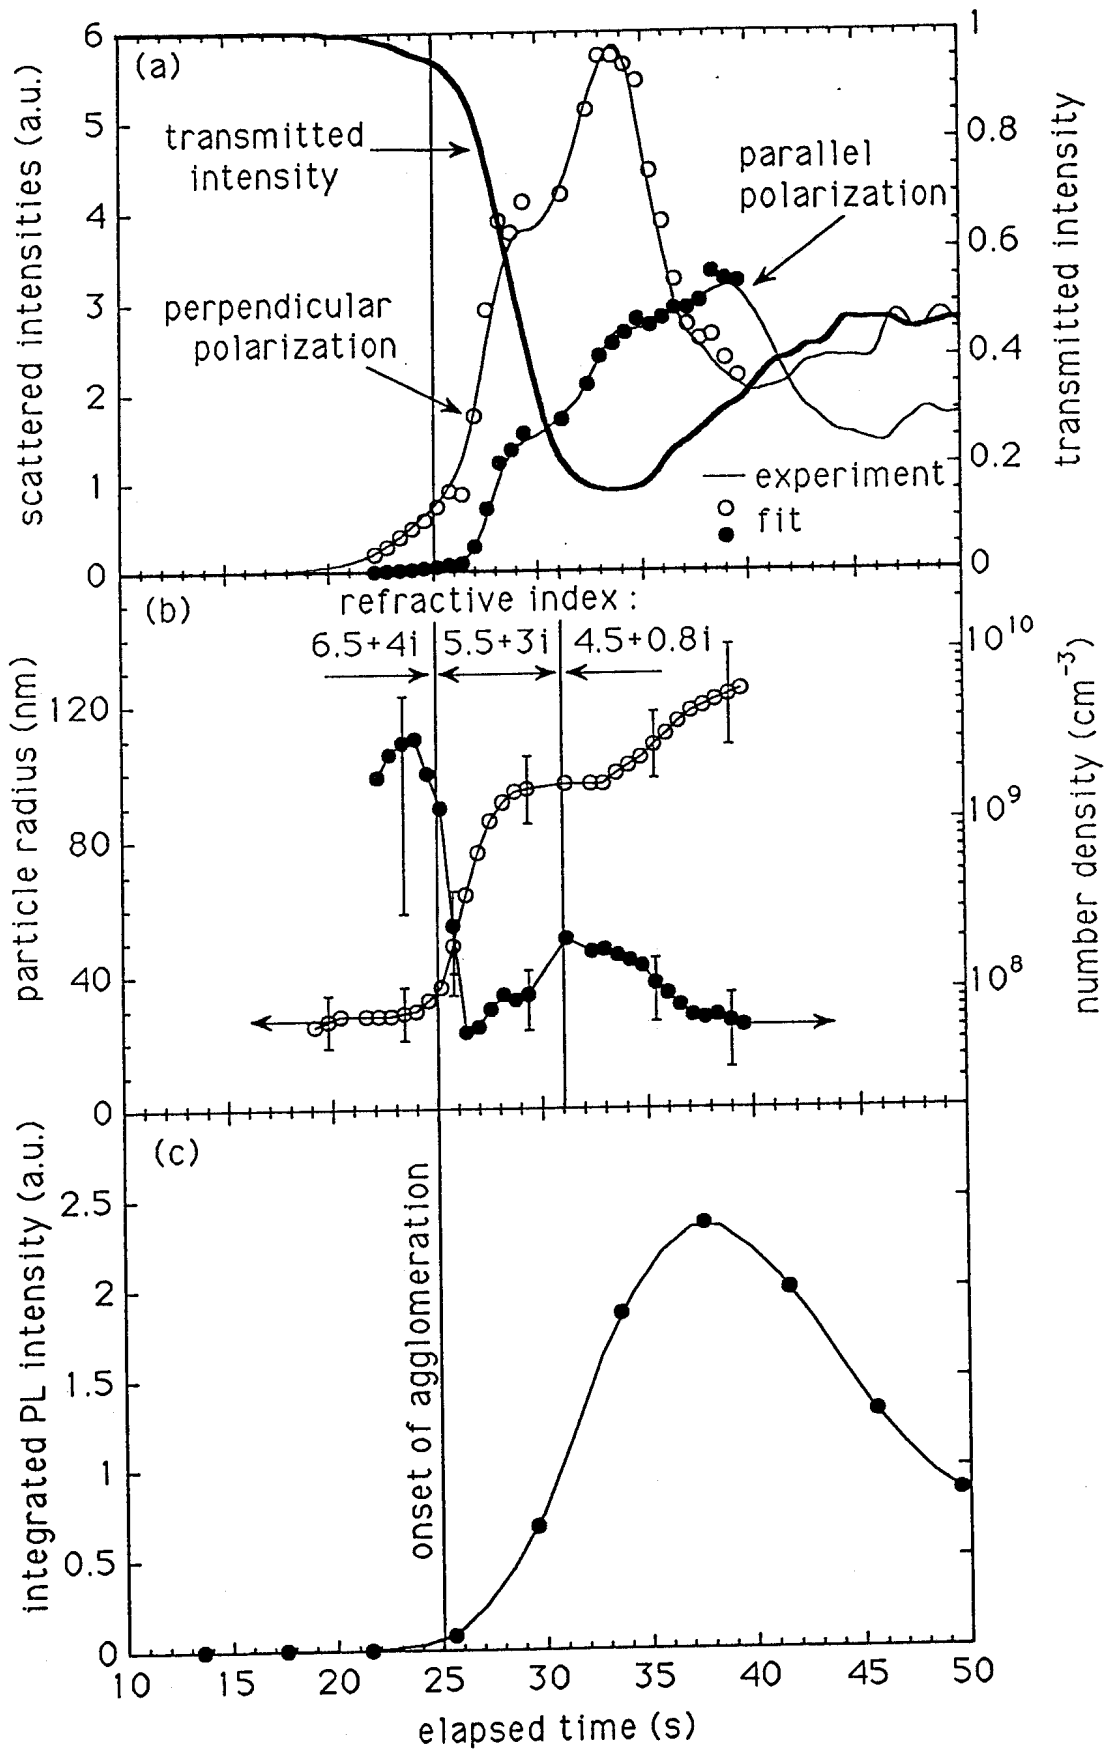 (a)
scattered intensities (a.u.)
6
5
4
3
2
1
0
transmitted
intensity
perpendicular
polarization
parallel
polarization
experiment
fit
1
0.8
0.6
0.4
0.2
0
transmitted intensity
(b)
refractive index :
6.5+4i
5.5+3i
4.5+0.8i
particle radius (nm)
120
80
40
0
10¹⁰
10⁹
10⁸
number density (cm⁻³)
(c)
integrated PL intensity (a.u.)
2.5
2
1.5
1
0.5
0
onset of agglomeration
10 15 20 25 30 35 40 45 50
elapsed time (s)